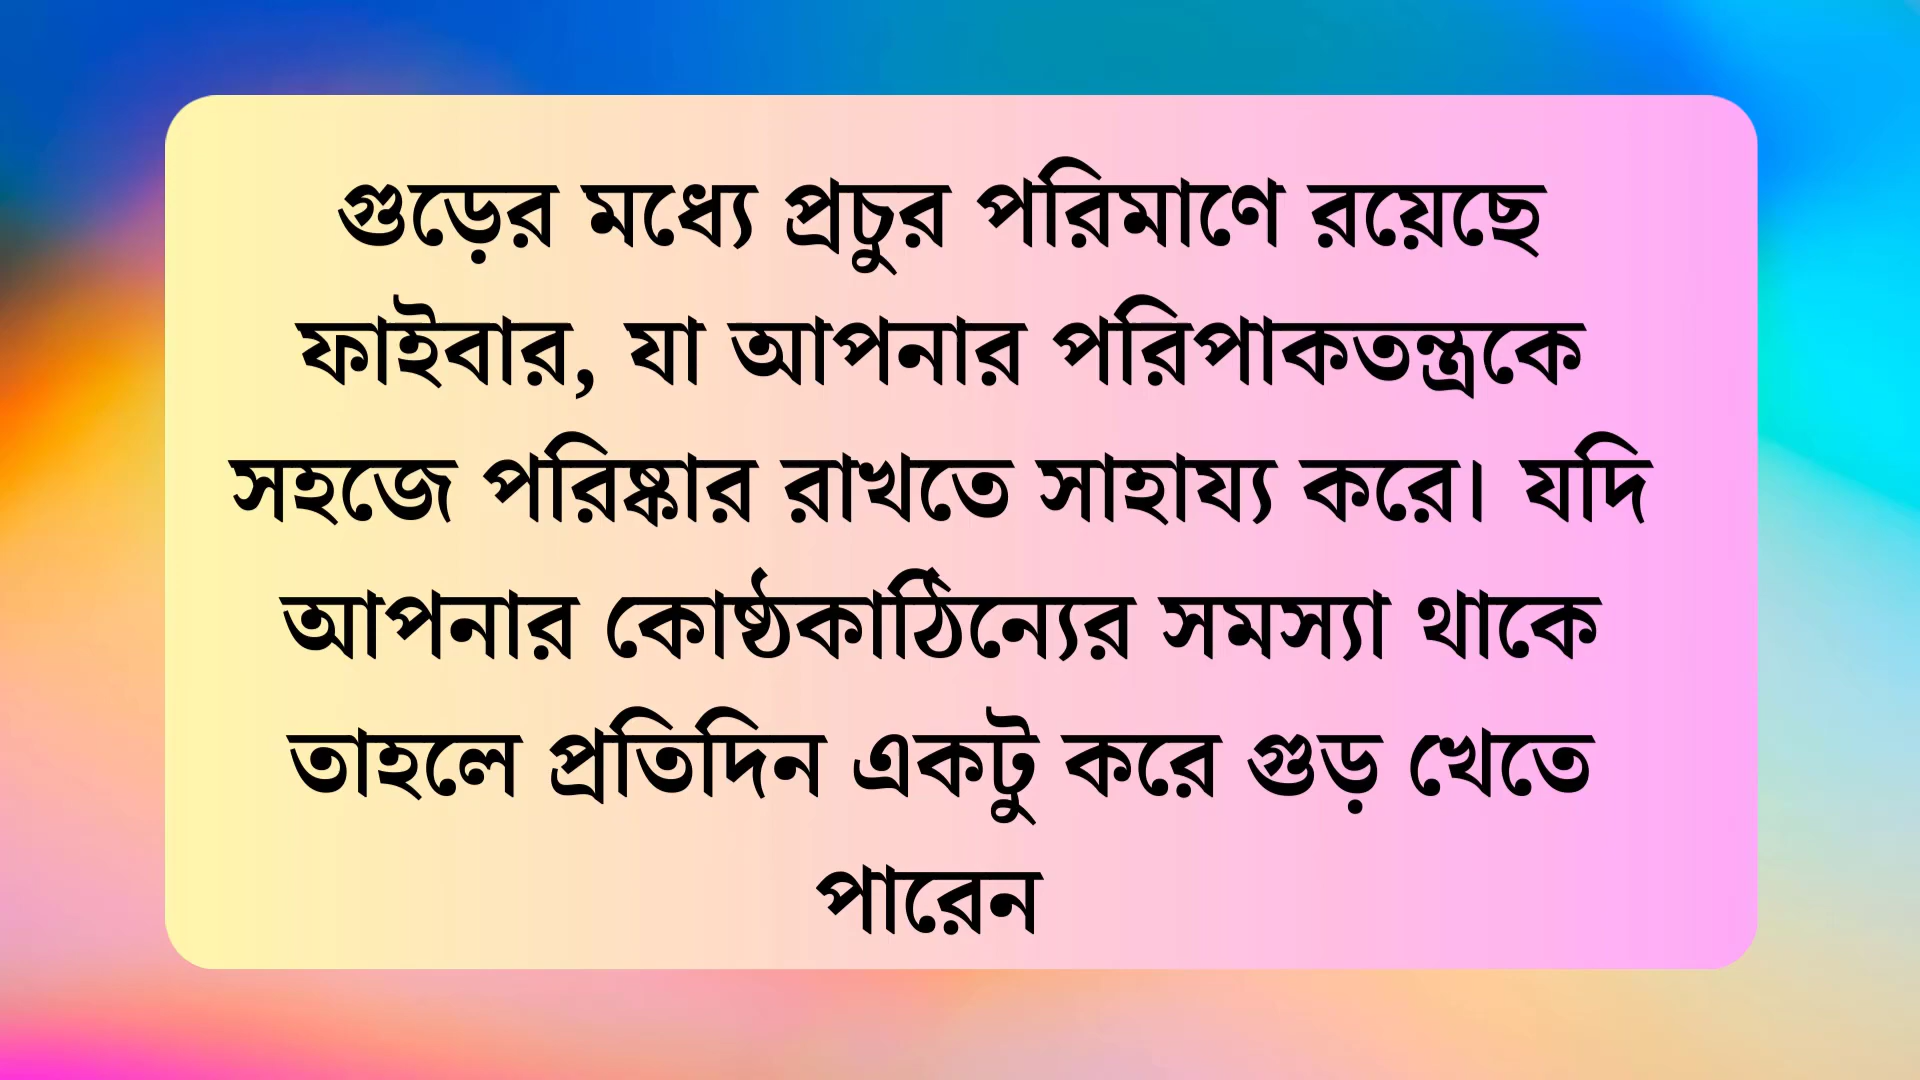 গুড়ের মধ্যে প্রচুর পরিমাণে রয়েছে
ফাইবার, যা আপনার পরিপাকতন্ত্রকে
সহজে পরিষ্কার রাখতে সাহায্য করে। যদি
আপনার কোষ্ঠকাঠিন্যের সমস্যা থাকে
তাহলে প্রতিদিন একটু করে গুড় খেতে
পারেন